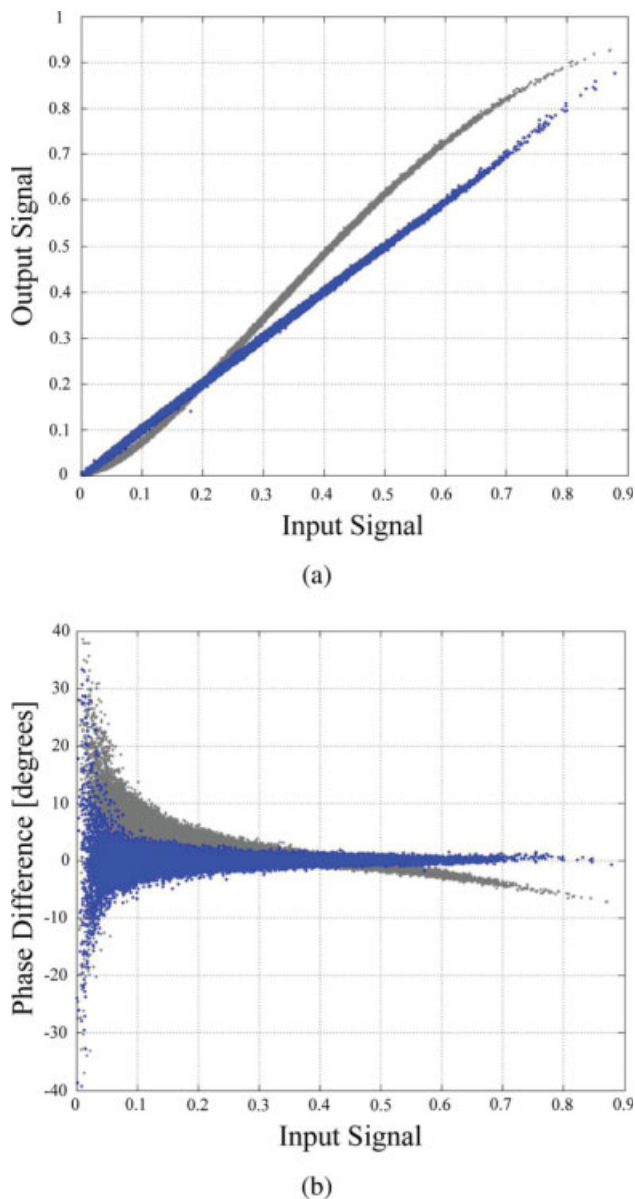 1
0.9
0.8
0.7
0.6
0.5
0.4
0.3
0.2
0.1
0
Output Signal
0 0.1 0.2 0.3 0.4 0.5 0.6 0.7 0.8 0.9
Input Signal
(a)
40
30
20
10
0
-10
-20
-30
-40
Phase Difference [degrees]
0 0.1 0.2 0.3 0.4 0.5 0.6 0.7 0.8 0.9
Input Signal
(b)